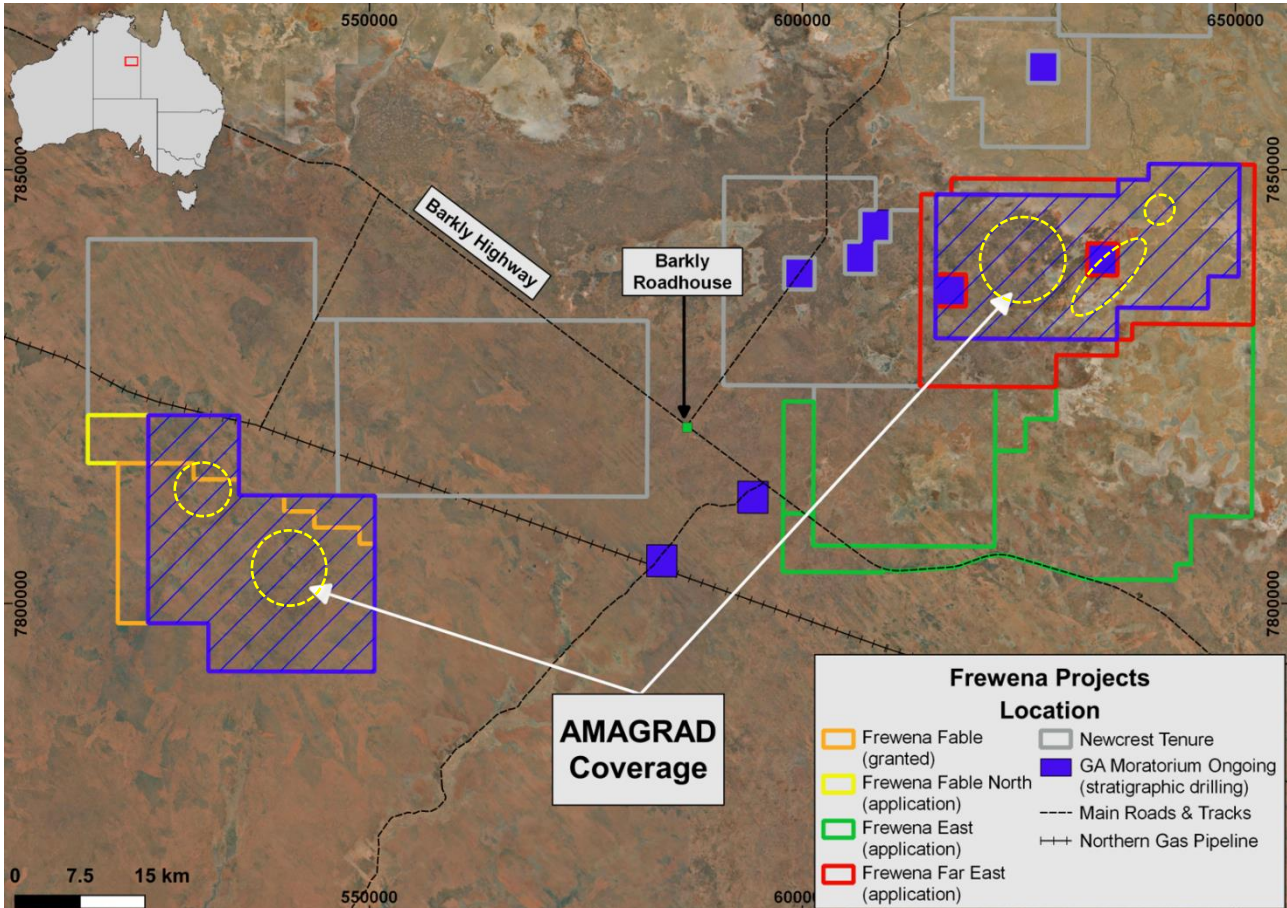 550000
600000
650000
7850000
7850000
Barkly Highway
Barkly
Roadhouse
7800000
7800000
AMAGRAD
Coverage
Frewena Projects
Location
Frewena Fable
(granted)
Frewena Fable North
(application)
Frewena East
(application)
Frewena Far East
(application)
Newcrest Tenure
GA Moratorium Ongoing
(stratigraphic drilling)
Main Roads & Tracks
Northern Gas Pipeline
0 7.5 15 km
550000